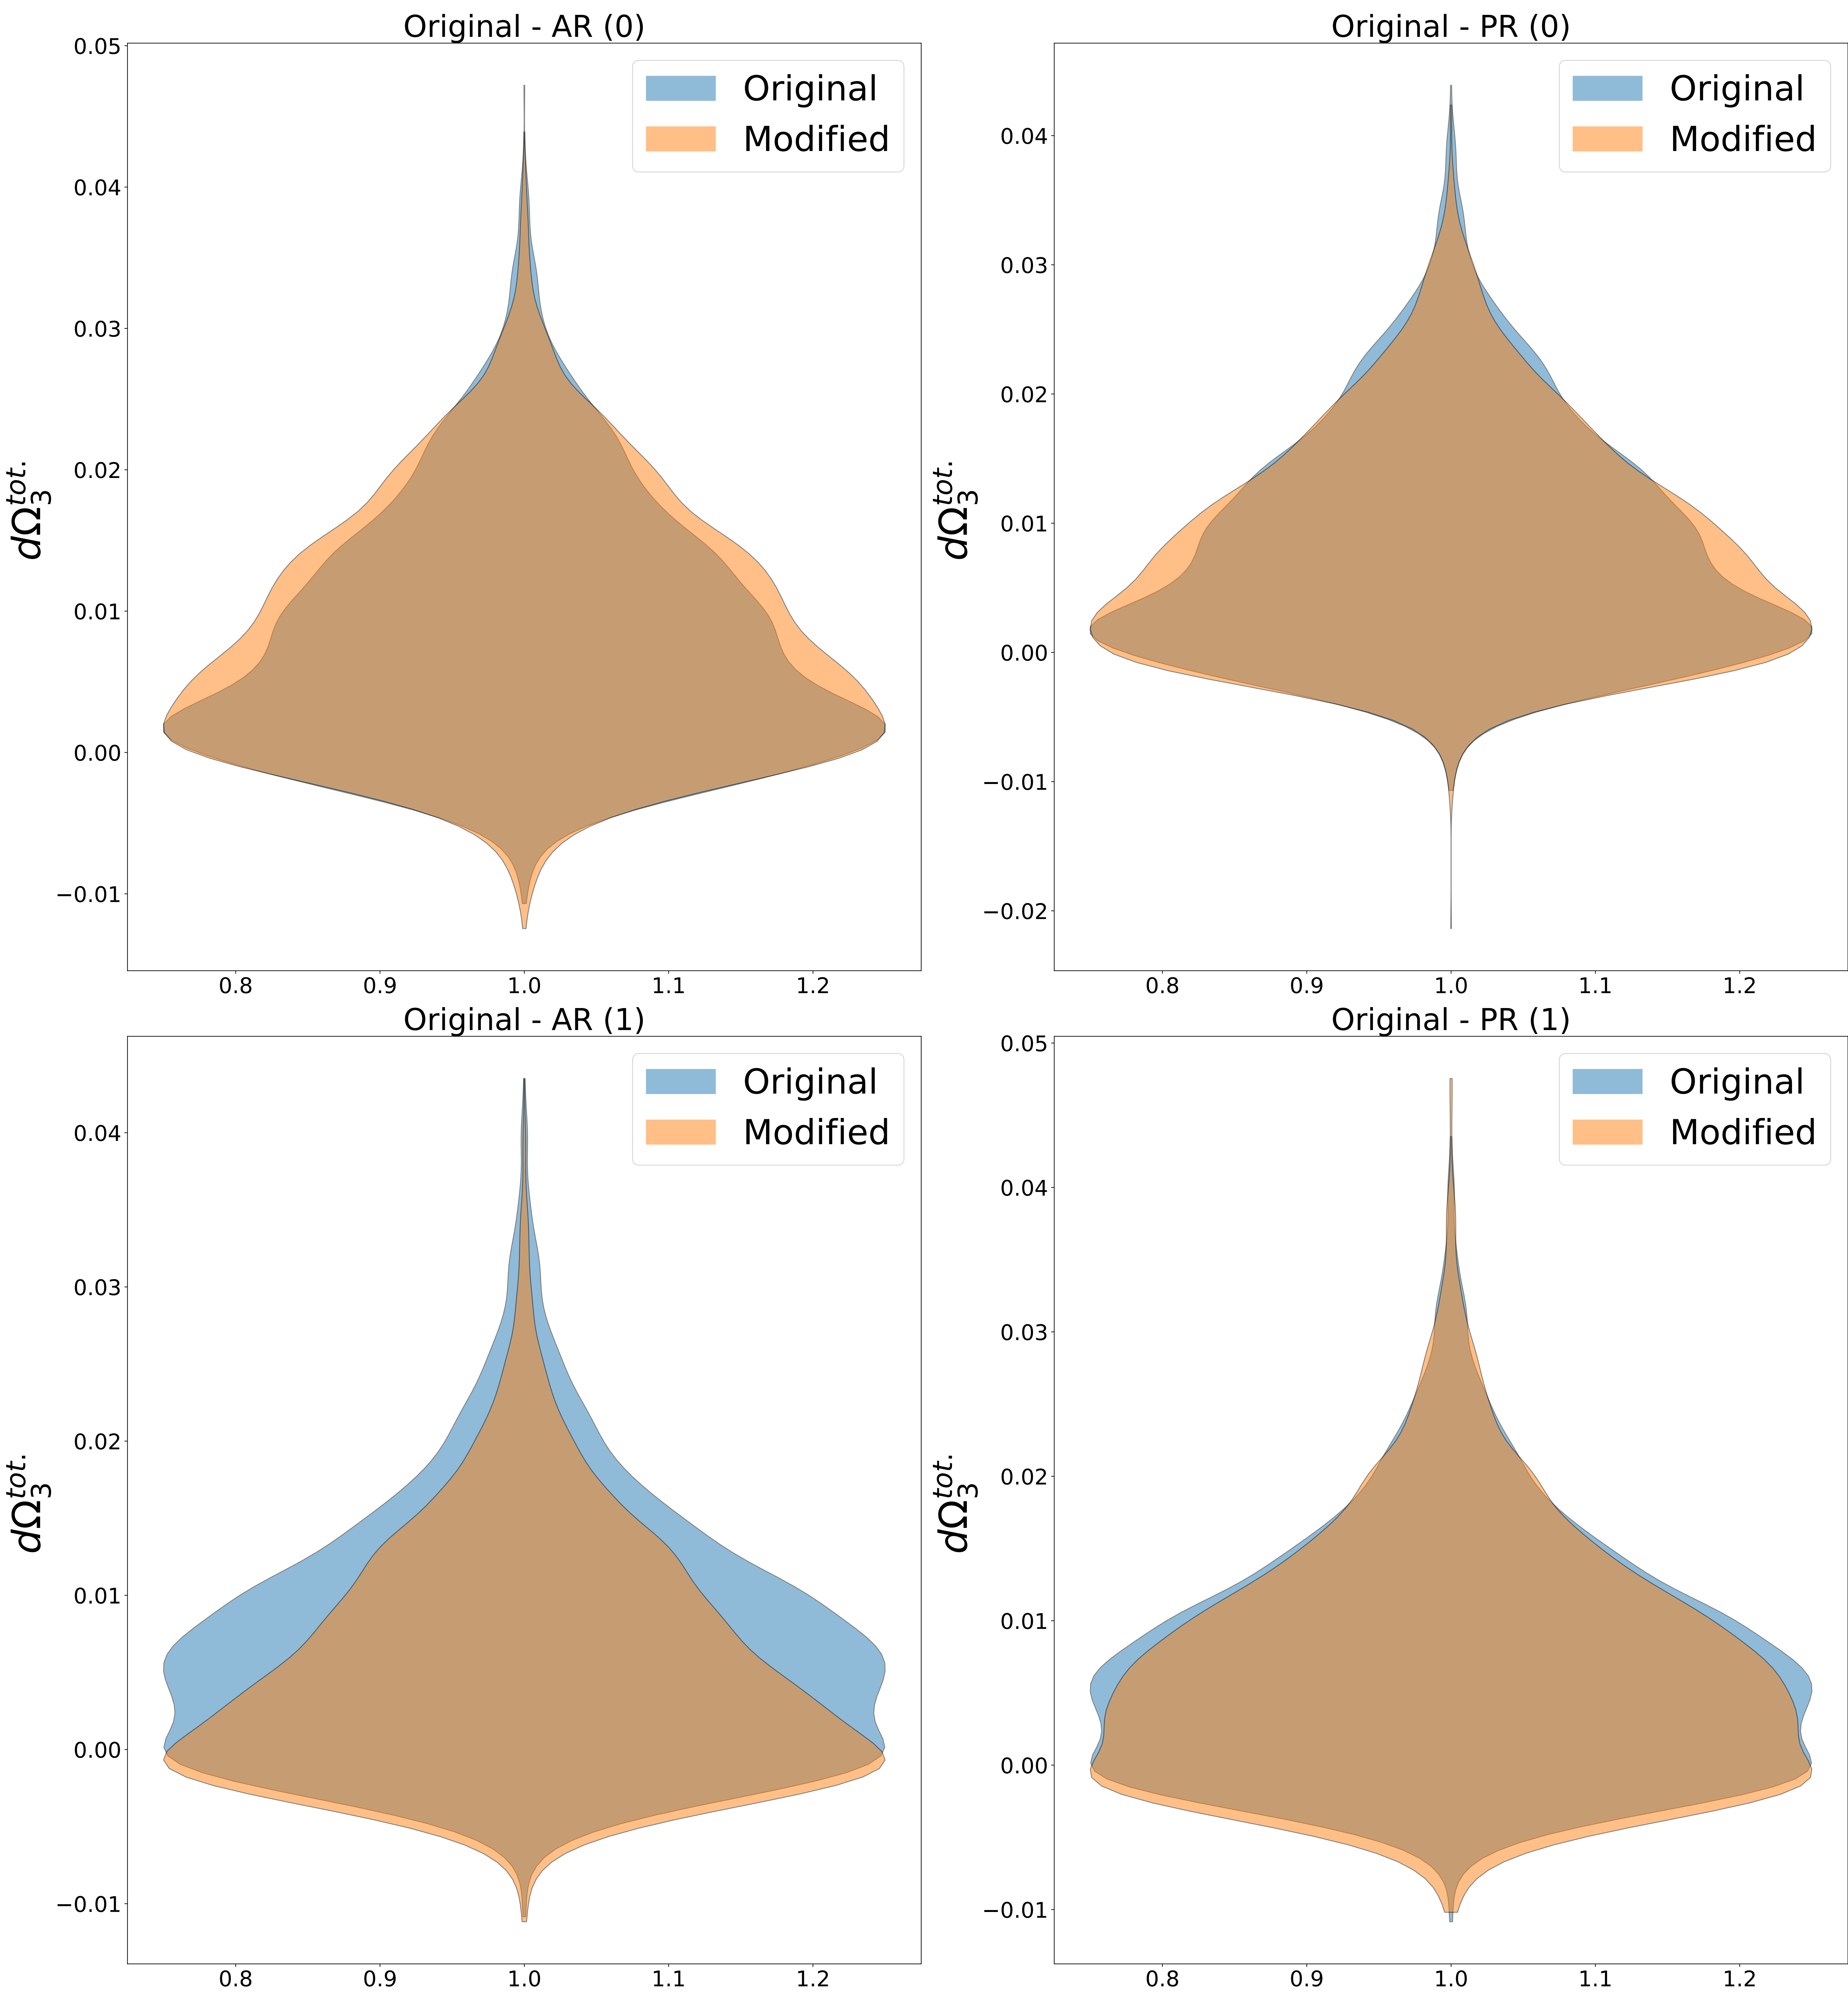 Original - AR (0)
Original
Modified
0.05
0.04
0.03
0.02
0.01
0.00
−0.01
dΩ₃ᵗᵒᵗ·
0.8 0.9 1.0 1.1 1.2
Original - PR (0)
Original
Modified
0.04
0.03
0.02
0.01
0.00
−0.01
−0.02
dΩ₃ᵗᵒᵗ·
0.8 0.9 1.0 1.1 1.2
Original - AR (1)
Original
Modified
0.04
0.03
0.02
0.01
0.00
−0.01
dΩ₃ᵗᵒᵗ·
0.8 0.9 1.0 1.1 1.2
Original - PR (1)
Original
Modified
0.05
0.04
0.03
0.02
0.01
0.00
−0.01
dΩ₃ᵗᵒᵗ·
0.8 0.9 1.0 1.1 1.2